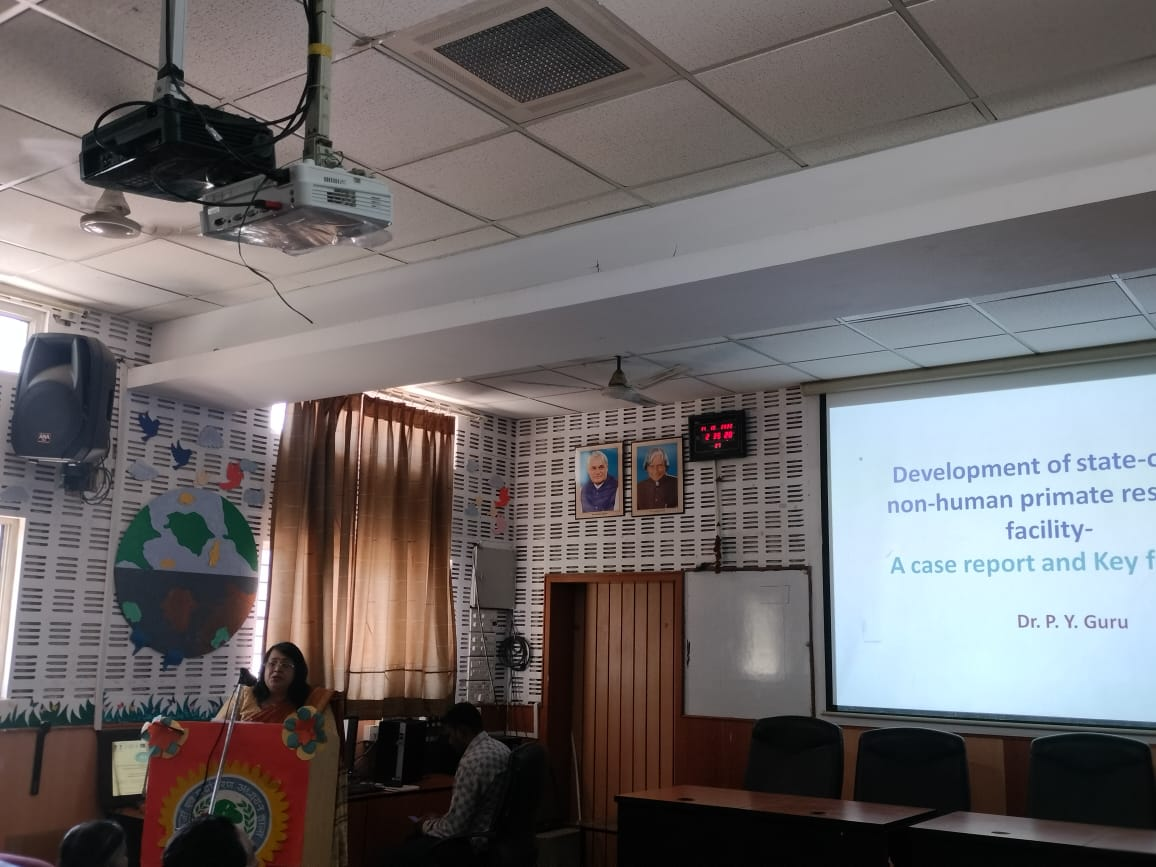 Development of state-o
non-human primate res
facility-
A case report and Key f
Dr. P. Y. Guru